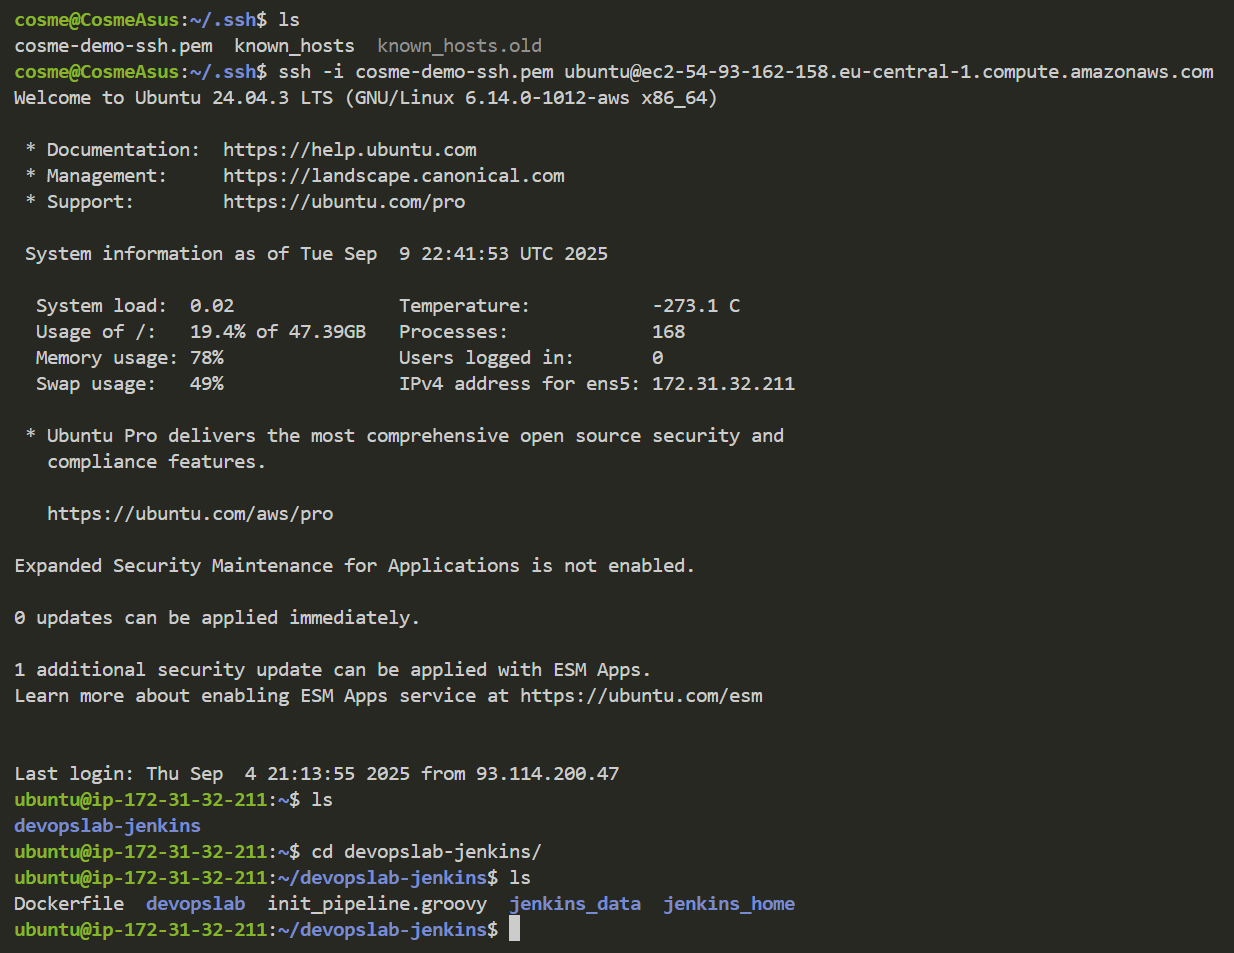 cosme@CosmeAsus:~/.ssh$ ls
cosme-demo-ssh.pem  known_hosts  known_hosts.old
cosme@CosmeAsus:~/.ssh$ ssh -i cosme-demo-ssh.pem ubuntu@ec2-54-93-162-158.eu-central-1.compute.amazonaws.com
Welcome to Ubuntu 24.04.3 LTS (GNU/Linux 6.14.0-1012-aws x86_64)

 * Documentation:  https://help.ubuntu.com
 * Management:     https://landscape.canonical.com
 * Support:        https://ubuntu.com/pro

 System information as of Tue Sep  9 22:41:53 UTC 2025

  System load:  0.02               Temperature:           -273.1 C
  Usage of /:   19.4% of 47.39GB   Processes:             168
  Memory usage: 78%                Users logged in:       0
  Swap usage:   49%                IPv4 address for ens5: 172.31.32.211

 * Ubuntu Pro delivers the most comprehensive open source security and
   compliance features.

   https://ubuntu.com/aws/pro

Expanded Security Maintenance for Applications is not enabled.

0 updates can be applied immediately.

1 additional security update can be applied with ESM Apps.
Learn more about enabling ESM Apps service at https://ubuntu.com/esm


Last login: Thu Sep  4 21:13:55 2025 from 93.114.200.47
ubuntu@ip-172-31-32-211:~$ ls
devopslab-jenkins
ubuntu@ip-172-31-32-211:~$ cd devopslab-jenkins/
ubuntu@ip-172-31-32-211:~/devopslab-jenkins$ ls
Dockerfile  devopslab  init_pipeline.groovy  jenkins_data  jenkins_home
ubuntu@ip-172-31-32-211:~/devopslab-jenkins$